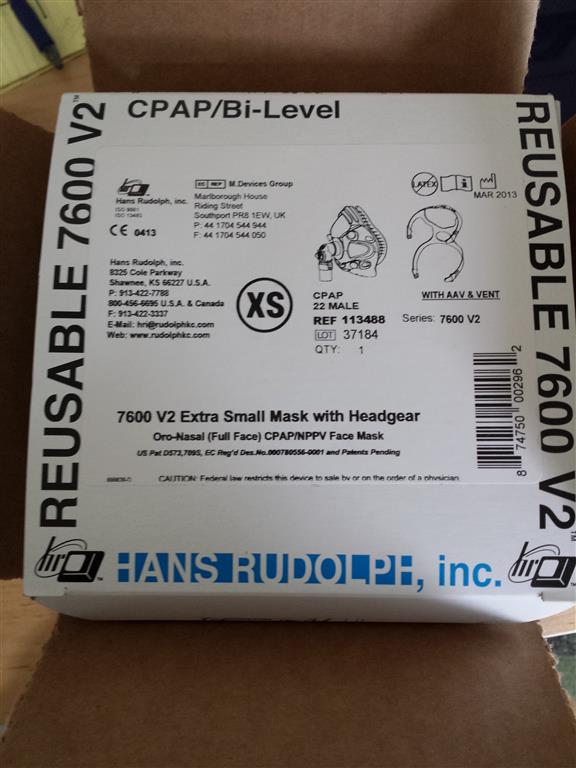 CPAP/Bi-Level
REUSABLE 7600 V2™
REUSABLE 7600 V2™
hr
Hans Rudolph, inc.
ISO 9001
ISO 13485
CE 0413
EC REP M.Devices Group
Marlborough House
Riding Street
Southport PR8 1EW, UK
P: 44 1704 544 944
F: 44 1704 544 050
LATEX
i
MAR 2013
Hans Rudolph, inc.
8325 Cole Parkway
Shawnee, KS 66227 U.S.A.
P: 913-422-7788
800-456-6695 U.S.A. & Canada
F: 913-422-3337
E-Mail: hri@rudolphkc.com
Web: www.rudolphkc.com
XS
CPAP
22 MALE
REF 113488
LOT 37184
QTY: 1
WITH AAV & VENT
Series: 7600 V2
8 74750 00296 2
7600 V2 Extra Small Mask with Headgear
Oro-Nasal (Full Face) CPAP/NPPV Face Mask
US Pat D573,709S, EC Reg'd Des.No.000780556-0001 and Patents Pending
CAUTION: Federal law restricts this device to sale by or on the order of a physician
hr™
HANS RUDOLPH, inc.
hr™